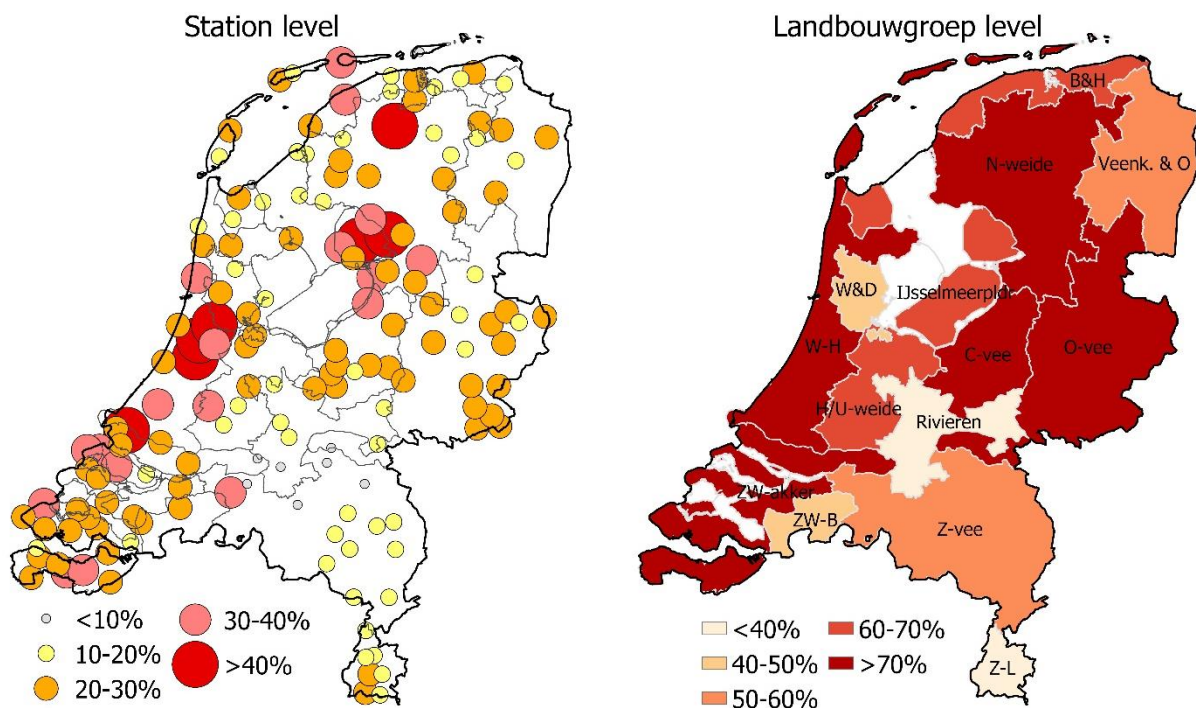 Station level
<10%
10-20%
20-30%
30-40%
>40%
Landbouwgroep level
B&H
N-weide
Veenk. & O
W&D
IJsselmeerpldr
W-H
C-vee
O-vee
H/U-weide
Rivieren
ZW-akker
ZW-B
Z-vee
Z-L
<40%
40-50%
50-60%
60-70%
>70%